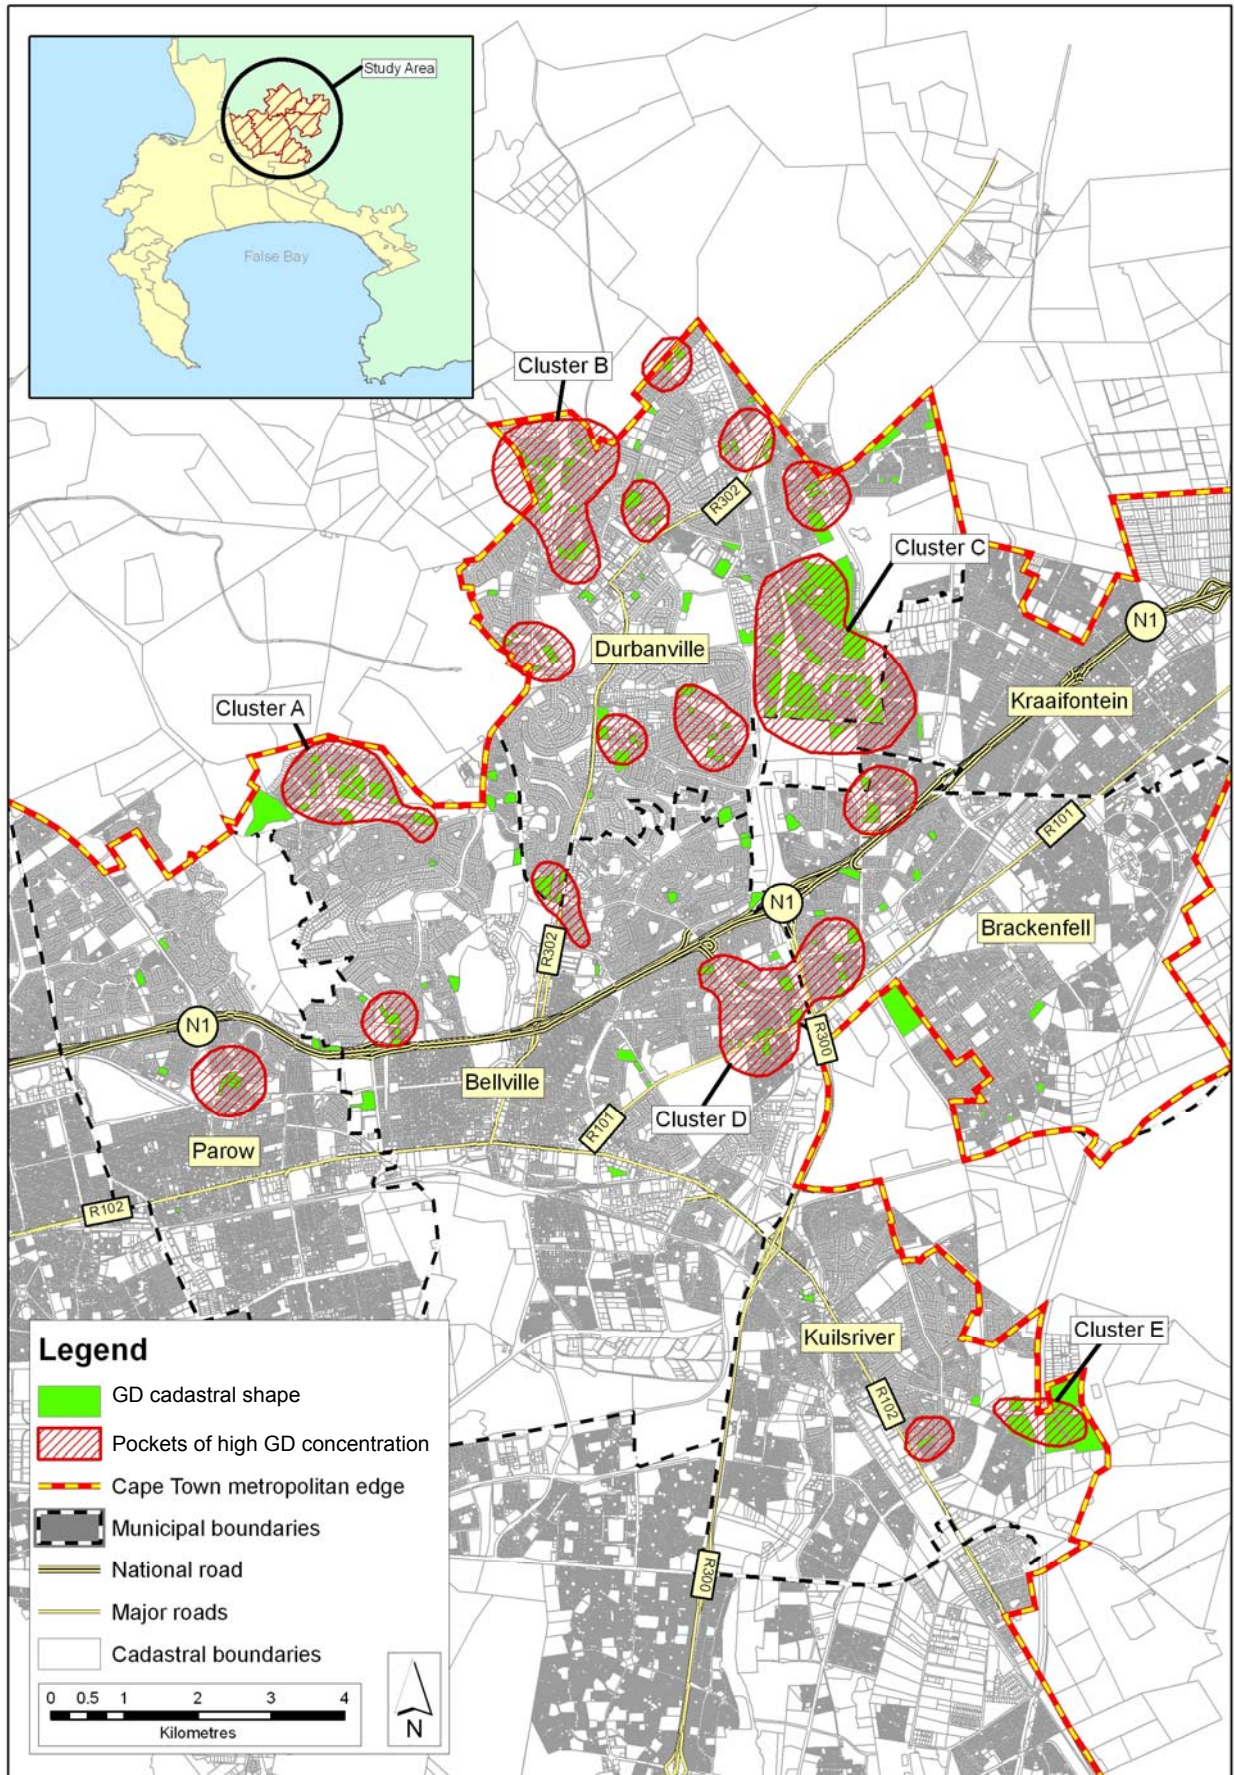 Study Area
False Bay
Cluster B
R302
Cluster C
N1
Durbanville
Kraaifontein
Cluster A
R101
N1
Brackenfell
R302
N1
R300
Bellville
Cluster D
R101
Parow
R102
Kuilsriver
Cluster E
R102
R300
Legend
GD cadastral shape
Pockets of high GD concentration
Cape Town metropolitan edge
Municipal boundaries
National road
Major roads
Cadastral boundaries
0 0.5 1 2 3 4
Kilometres
N